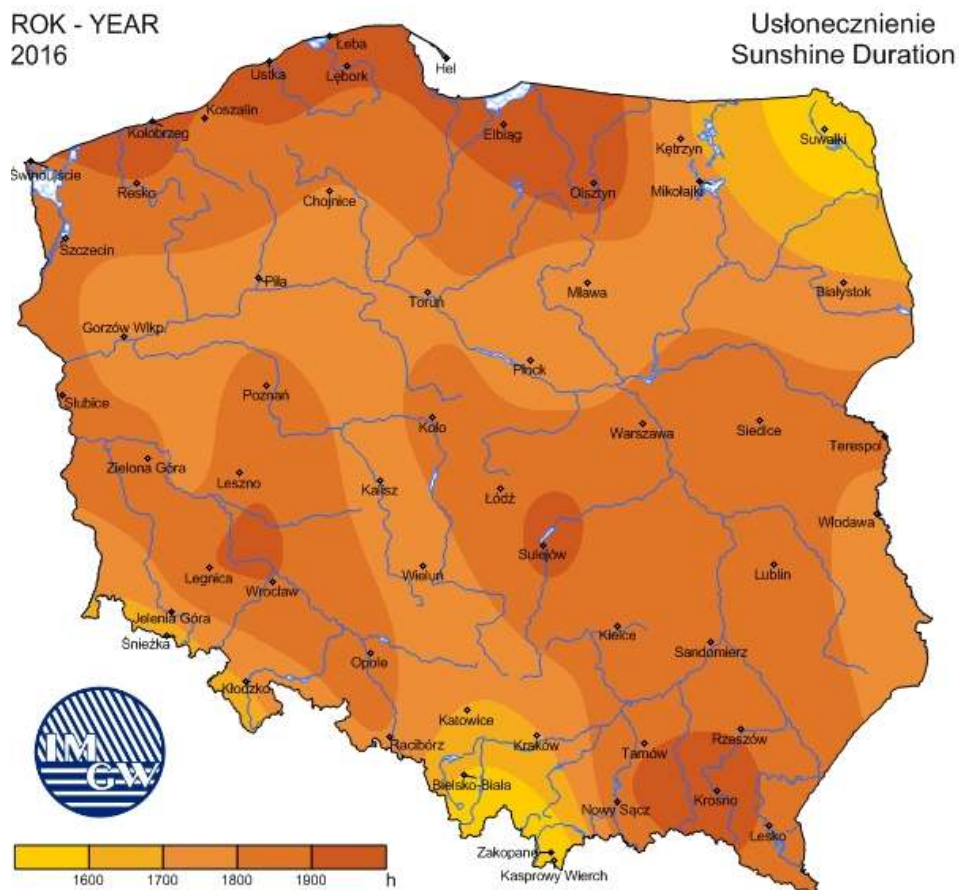 ROK - YEAR
2016
Usłonecznienie
Sunshine Duration
Łeba
Hel
Ustka
Lębork
Koszalin
Kołobrzeg
Elbląg
Suwałki
Kętrzyn
Świnoujście
Resko
Chojnice
Olsztyn
Mikołajki
Szczecin
Piła
Toruń
Mława
Białystok
Gorzów Wlkp.
Płock
Słubice
Poznań
Koło
Warszawa
Siedlce
Terespol
Zielona Góra
Leszno
Kalisz
Łódź
Włodawa
Sulejów
Legnica
Wrocław
Wieluń
Lublin
Jelenia Góra
Śnieżka
Kielce
Sandomierz
Opole
Kłodzko
Katowice
Racibórz
Kraków
Tarnów
Rzeszów
Bielsko-Biała
Krosno
Nowy Sącz
Lesko
Zakopane
Kasprowy Wierch
IM
GW
1600 1700 1800 1900 h